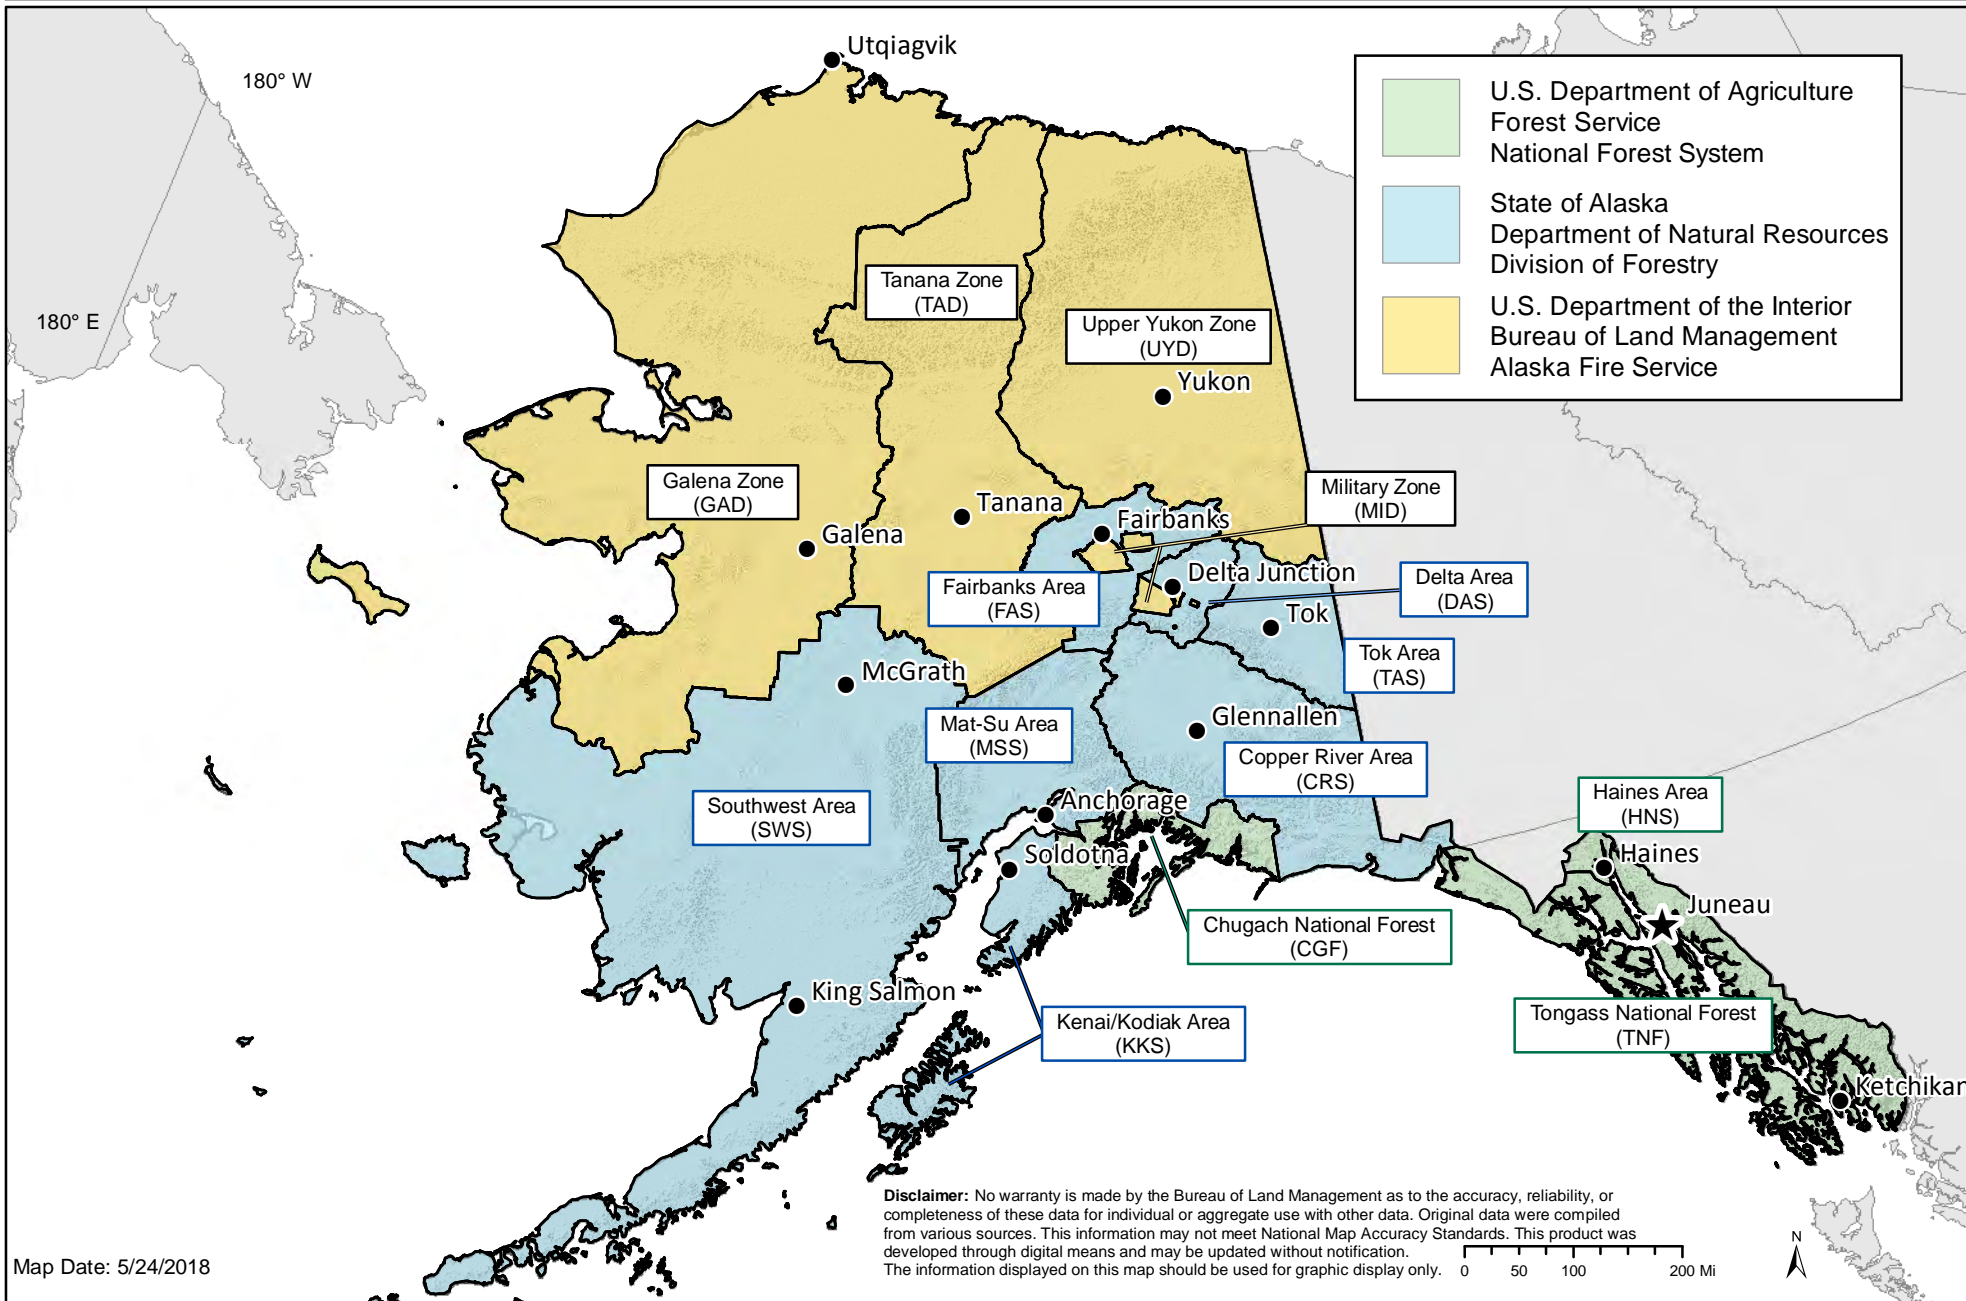 Utqiagvik
180° W
U.S. Department of Agriculture
Forest Service
National Forest System
State of Alaska
Department of Natural Resources
Division of Forestry
U.S. Department of the Interior
Bureau of Land Management
Alaska Fire Service
180° E
Tanana Zone
(TAD)
Upper Yukon Zone
(UYD)
Yukon
Galena Zone
(GAD)
Military Zone
(MID)
Tanana
Fairbanks
Galena
Delta Junction
Fairbanks Area
(FAS)
Delta Area
(DAS)
Tok
Tok Area
(TAS)
McGrath
Mat-Su Area
(MSS)
Glennallen
Copper River Area
(CRS)
Southwest Area
(SWS)
Anchorage
Haines Area
(HNS)
Soldotna
Haines
Juneau
Chugach National Forest
(CGF)
King Salmon
Kenai/Kodiak Area
(KKS)
Tongass National Forest
(TNF)
Ketchikan
Disclaimer: No warranty is made by the Bureau of Land Management as to the accuracy, reliability, or
completeness of these data for individual or aggregate use with other data. Original data were compiled
from various sources. This information may not meet National Map Accuracy Standards. This product was
developed through digital means and may be updated without notification.
The information displayed on this map should be used for graphic display only.
0 50 100 200 Mi
N
Map Date: 5/24/2018